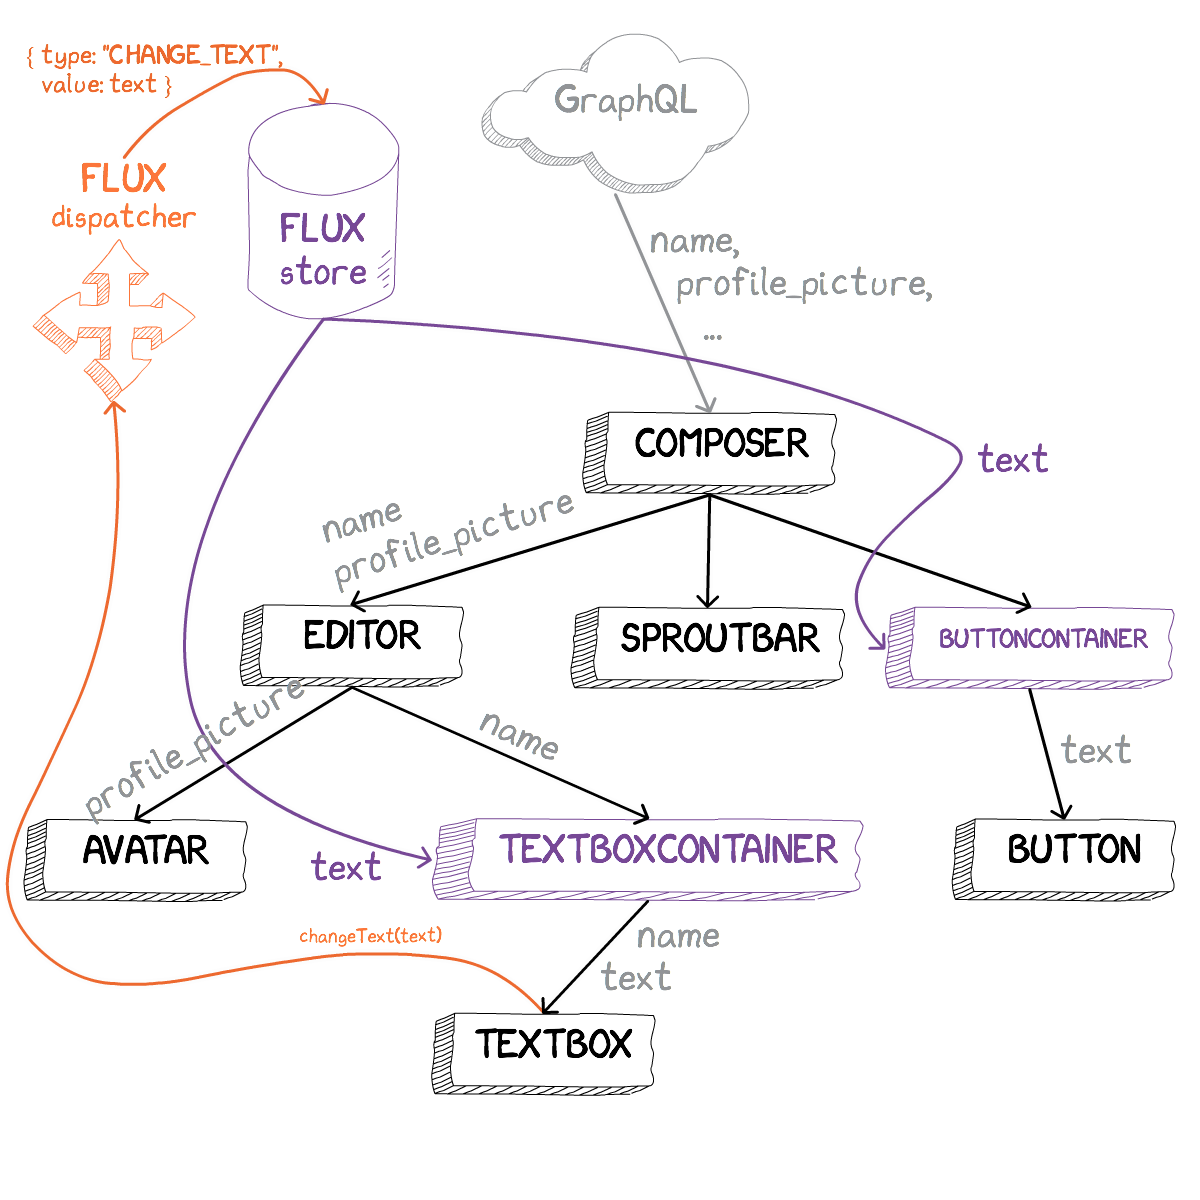 { type: "CHANGE_TEXT",
value: text }
FLUX
dispatcher
FLUX
store
GraphQL
name,
profile_picture,
...
COMPOSER
text
name
profile_picture
EDITOR
SPROUTBAR
BUTTONCONTAINER
profile_picture
name
text
AVATAR
text
TEXTBOXCONTAINER
BUTTON
changeText(text)
name
text
TEXTBOX